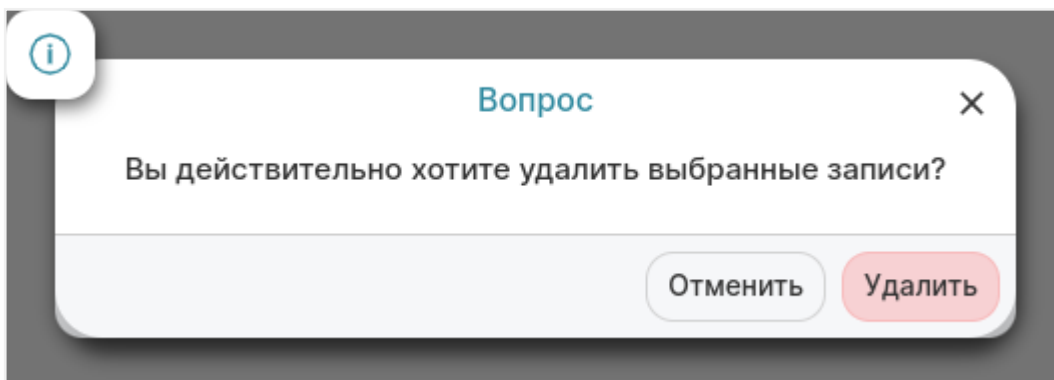 Вопрос
Вы действительно хотите удалить выбранные записи?
Отменить Удалить